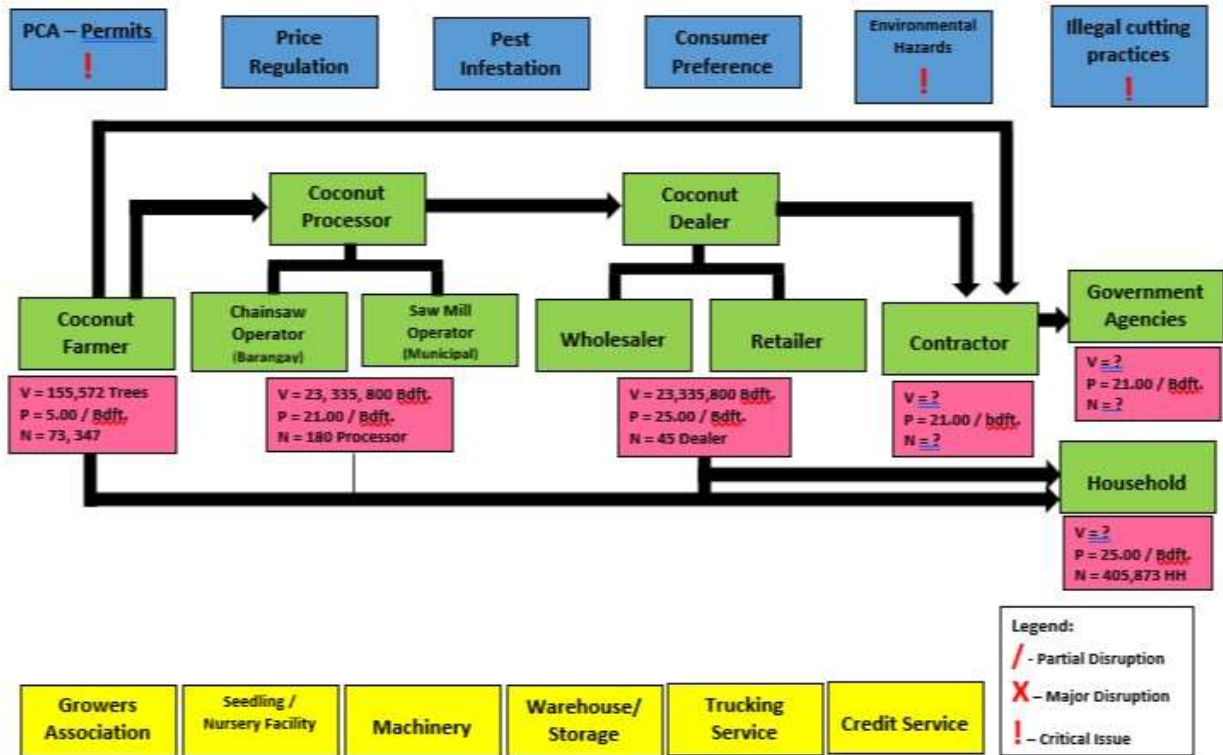 PCA – Permits
!
Price
Regulation
Pest
Infestation
Consumer
Preference
Environmental
Hazards
!
Illegal cutting
practices
!
Coconut
Processor
Coconut
Dealer
Coconut
Farmer
Chainsaw
Operator
(Barangay)
Saw Mill
Operator
(Municipal)
Wholesaler
Retailer
Contractor
Government
Agencies
V = 155,572 Trees
P = 5.00 / Bdft.
N = 73, 347
V = 23, 335, 800 Bdft.
P = 21.00 / Bdft.
N = 180 Processor
V = 23,335,800 Bdft.
P = 25.00 / Bdft.
N = 45 Dealer
V = ?
P = 21.00 / bdft.
N = ?
V = ?
P = 21.00 / Bdft.
N = ?
Household
V = ?
P = 25.00 / Bdft.
N = 405,873 HH
Legend:
/ - Partial Disruption
X – Major Disruption
! – Critical Issue
Growers
Association
Seedling /
Nursery Facility
Machinery
Warehouse/
Storage
Trucking
Service
Credit Service